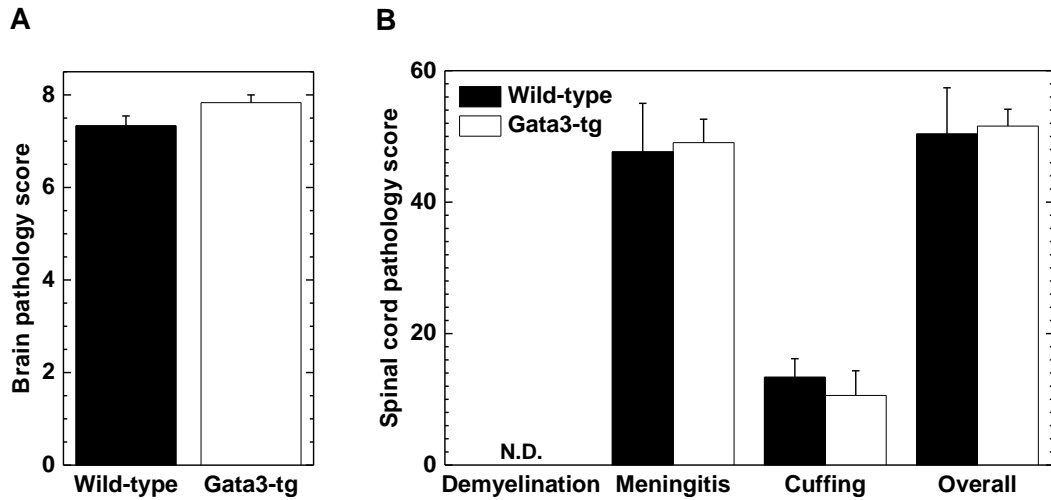 A
Brain pathology score
8
6
4
2
0
Wild-type Gata3-tg
B
Spinal cord pathology score
60
40
20
0
Wild-type
Gata3-tg
N.D.
Demyelination Meningitis Cuffing Overall